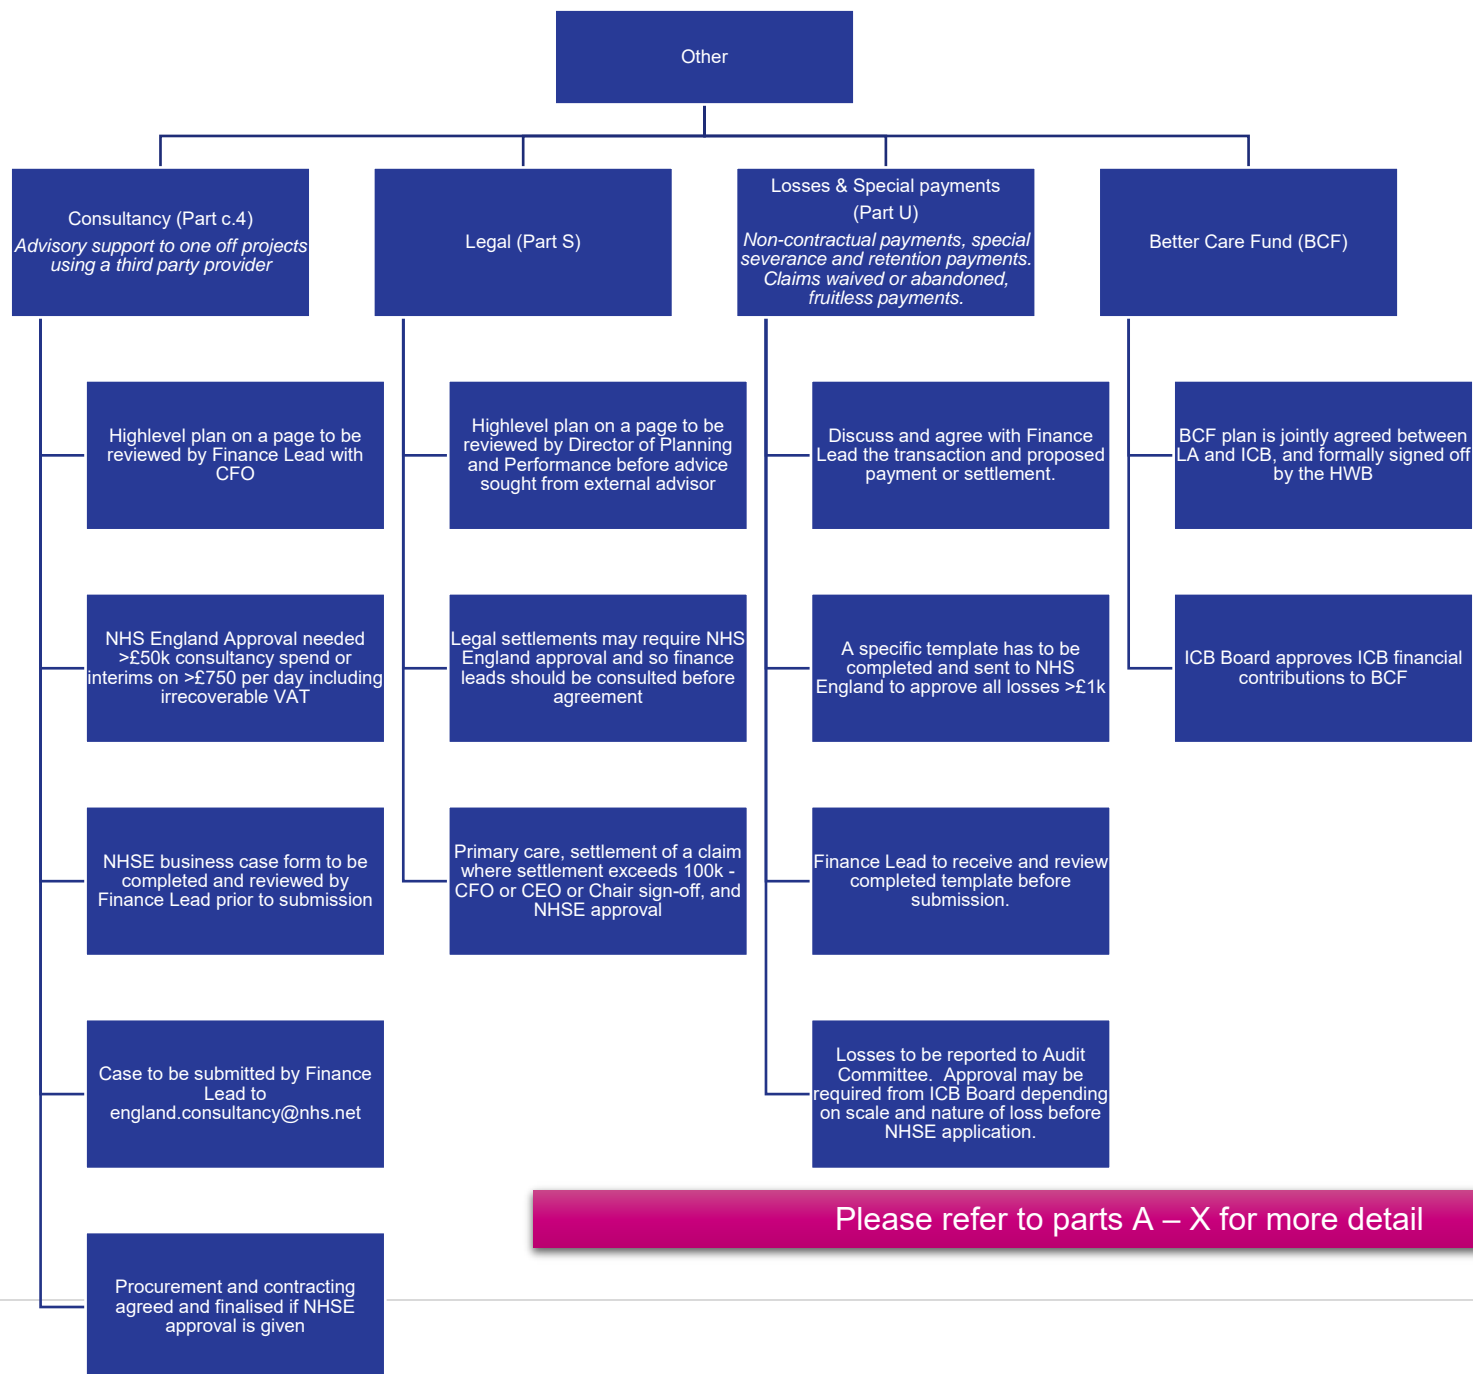 Other
Consultancy (Part c.4)
Advisory support to one off projects
using a third party provider
Legal (Part S)
Losses & Special payments
(Part U)
Non-contractual payments, special
severance and retention payments.
Claims waived or abandoned,
fruitless payments.
Better Care Fund (BCF)
Highlevel plan on a page to be
reviewed by Finance Lead with
CFO
Highlevel plan on a page to be
reviewed by Director of Planning
and Performance before advice
sought from external advisor
Discuss and agree with Finance
Lead the transaction and proposed
payment or settlement.
BCF plan is jointly agreed between
LA and ICB, and formally signed off
by the HWB
NHS England Approval needed
>£50k consultancy spend or
interims on >£750 per day including
irrecoverable VAT
Legal settlements may require NHS
England approval and so finance
leads should be consulted before
agreement
A specific template has to be
completed and sent to NHS
England to approve all losses >£1k
ICB Board approves ICB financial
contributions to BCF
NHSE business case form to be
completed and reviewed by
Finance Lead prior to submission
Primary care, settlement of a claim
where settlement exceeds 100k -
CFO or CEO or Chair sign-off, and
NHSE approval
Finance Lead to receive and review
completed template before
submission.
Case to be submitted by Finance
Lead to
england.consultancy@nhs.net
Losses to be reported to Audit
Committee.  Approval may be
required from ICB Board depending
on scale and nature of loss before
NHSE application.
Please refer to parts A – X for more detail
Procurement and contracting
agreed and finalised if NHSE
approval is given